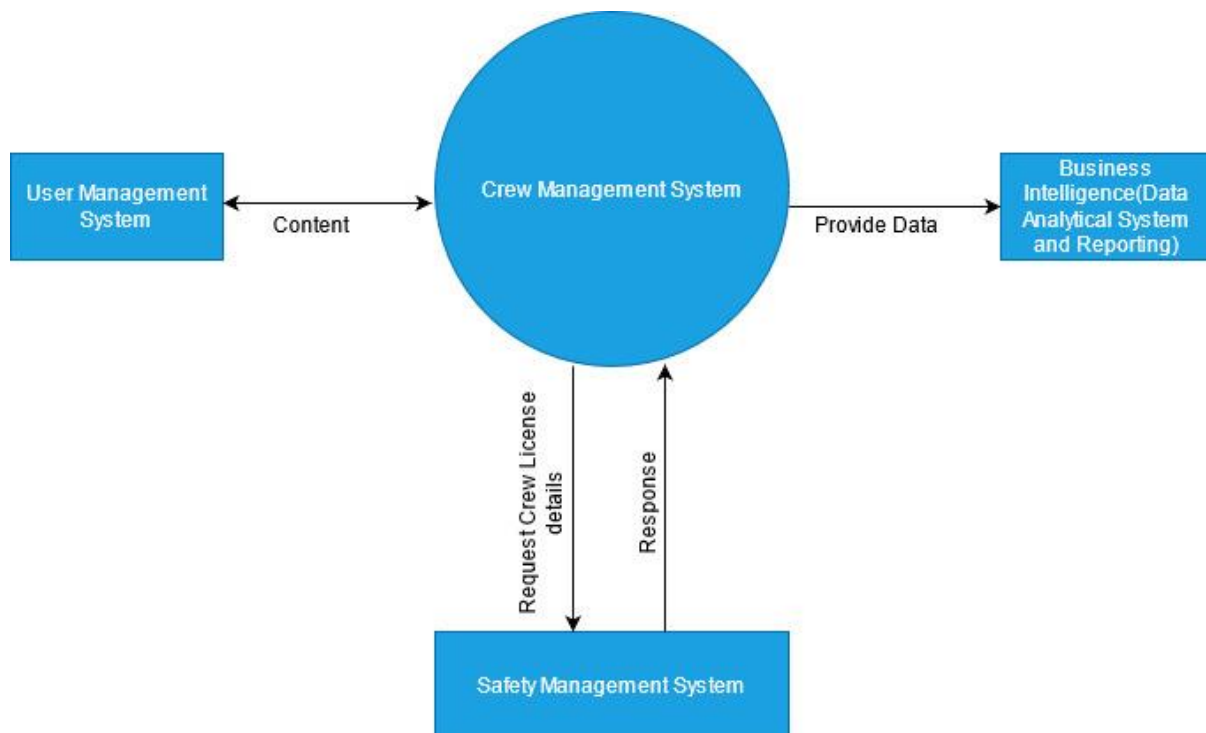 Crew Management System
User Management
System
Content
Business
Intelligence(Data
Analytical System
and Reporting)
Provide Data
Request Crew License
details
Response
Safety Management System